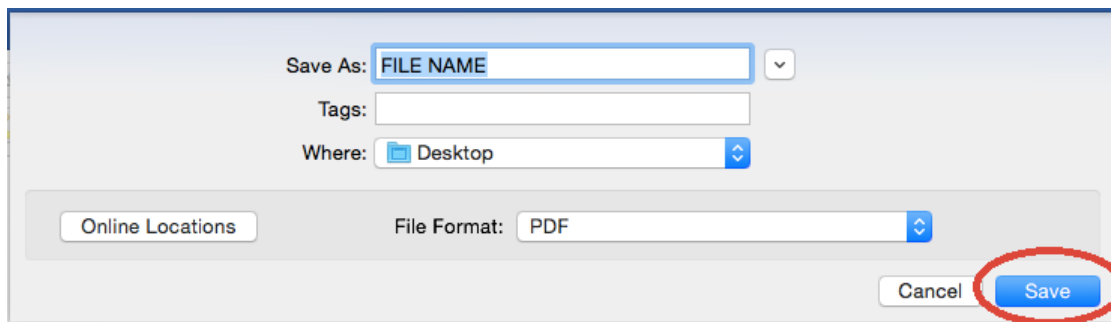 Save As: FILE NAME
Tags:
Where: Desktop
Online Locations File Format: PDF
Cancel Save